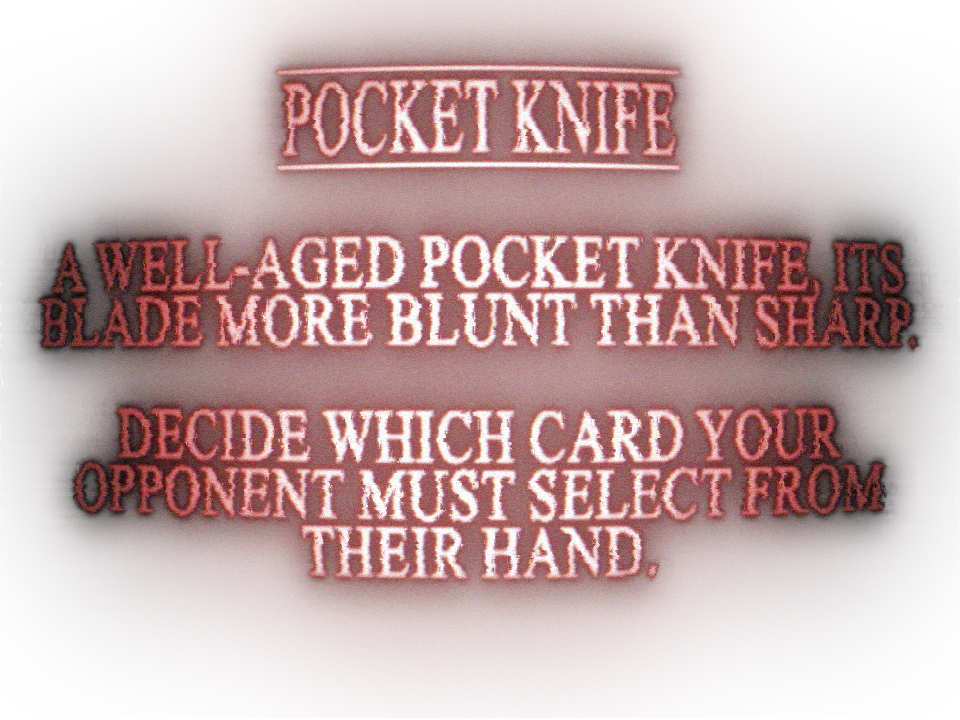 POCKET KNIFE
A WELL-AGED POCKET KNIFE, ITS
BLADE MORE BLUNT THAN SHARP.
DECIDE WHICH CARD YOUR
OPPONENT MUST SELECT FROM
THEIR HAND.